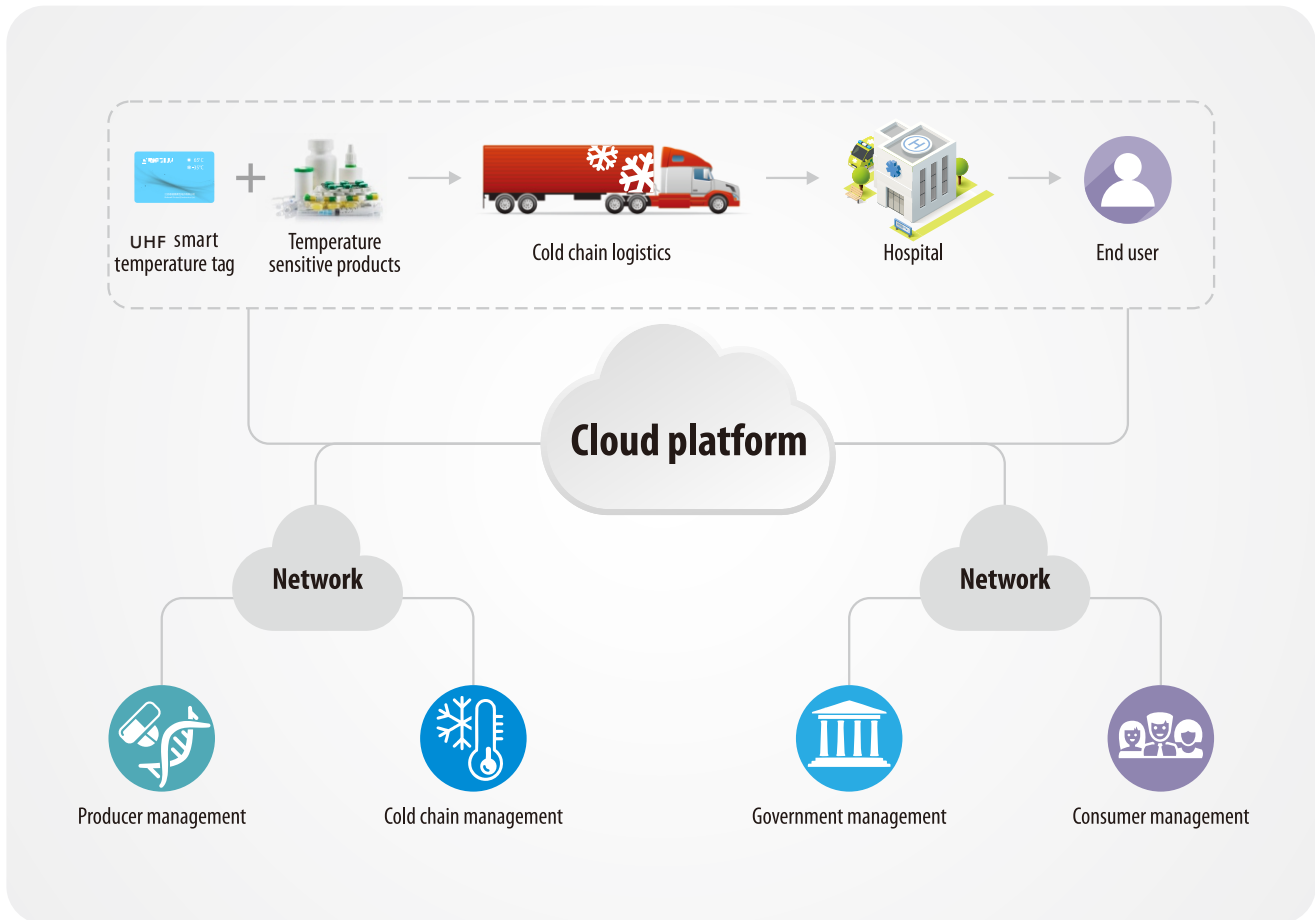 UHF smart
temperature tag
Temperature
sensitive products
Cold chain logistics
H
Hospital
End user
Cloud platform
Network
Network
Producer management
Cold chain management
Government management
Consumer management